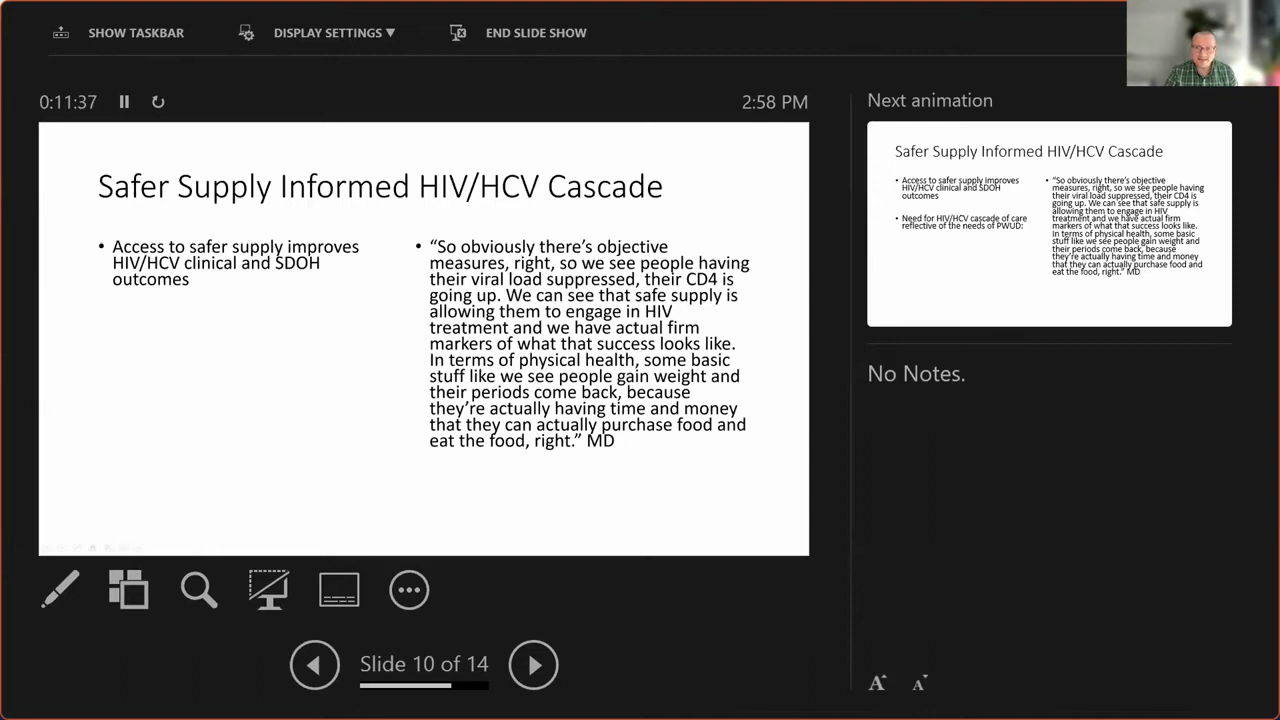 SHOW TASKBAR
DISPLAY SETTINGS ▼
END SLIDE SHOW
0:11:37
2:58 PM
Safer Supply Informed HIV/HCV Cascade
• Access to safer supply improves
HIV/HCV clinical and SDOH
outcomes
• “So obviously there’s objective
measures, right, so we see people having
their viral load suppressed, their CD4 is
going up. We can see that safe supply is
allowing them to engage in HIV
treatment and we have actual firm
markers of what that success looks like.
In terms of physical health, some basic
stuff like we see people gain weight and
their periods come back, because
they’re actually having time and money
that they can actually purchase food and
eat the food, right.” MD
Slide 10 of 14
Next animation
Safer Supply Informed HIV/HCV Cascade
• Access to safer supply improves
HIV/HCV clinical and SDOH
outcomes
• Need for HIV/HCV cascade of care
reflective of the needs of PWUD:
• “So obviously there’s objective
measures, right, so we see people having
their viral load suppressed, their CD4 is
going up. We can see that safe supply is
allowing them to engage in HIV
treatment and we have actual firm
markers of what that success looks like.
In terms of physical health, some basic
stuff like we see people gain weight and
their periods come back, because
they’re actually having time and money
that they can actually purchase food and
eat the food, right.” MD
No Notes.
A A